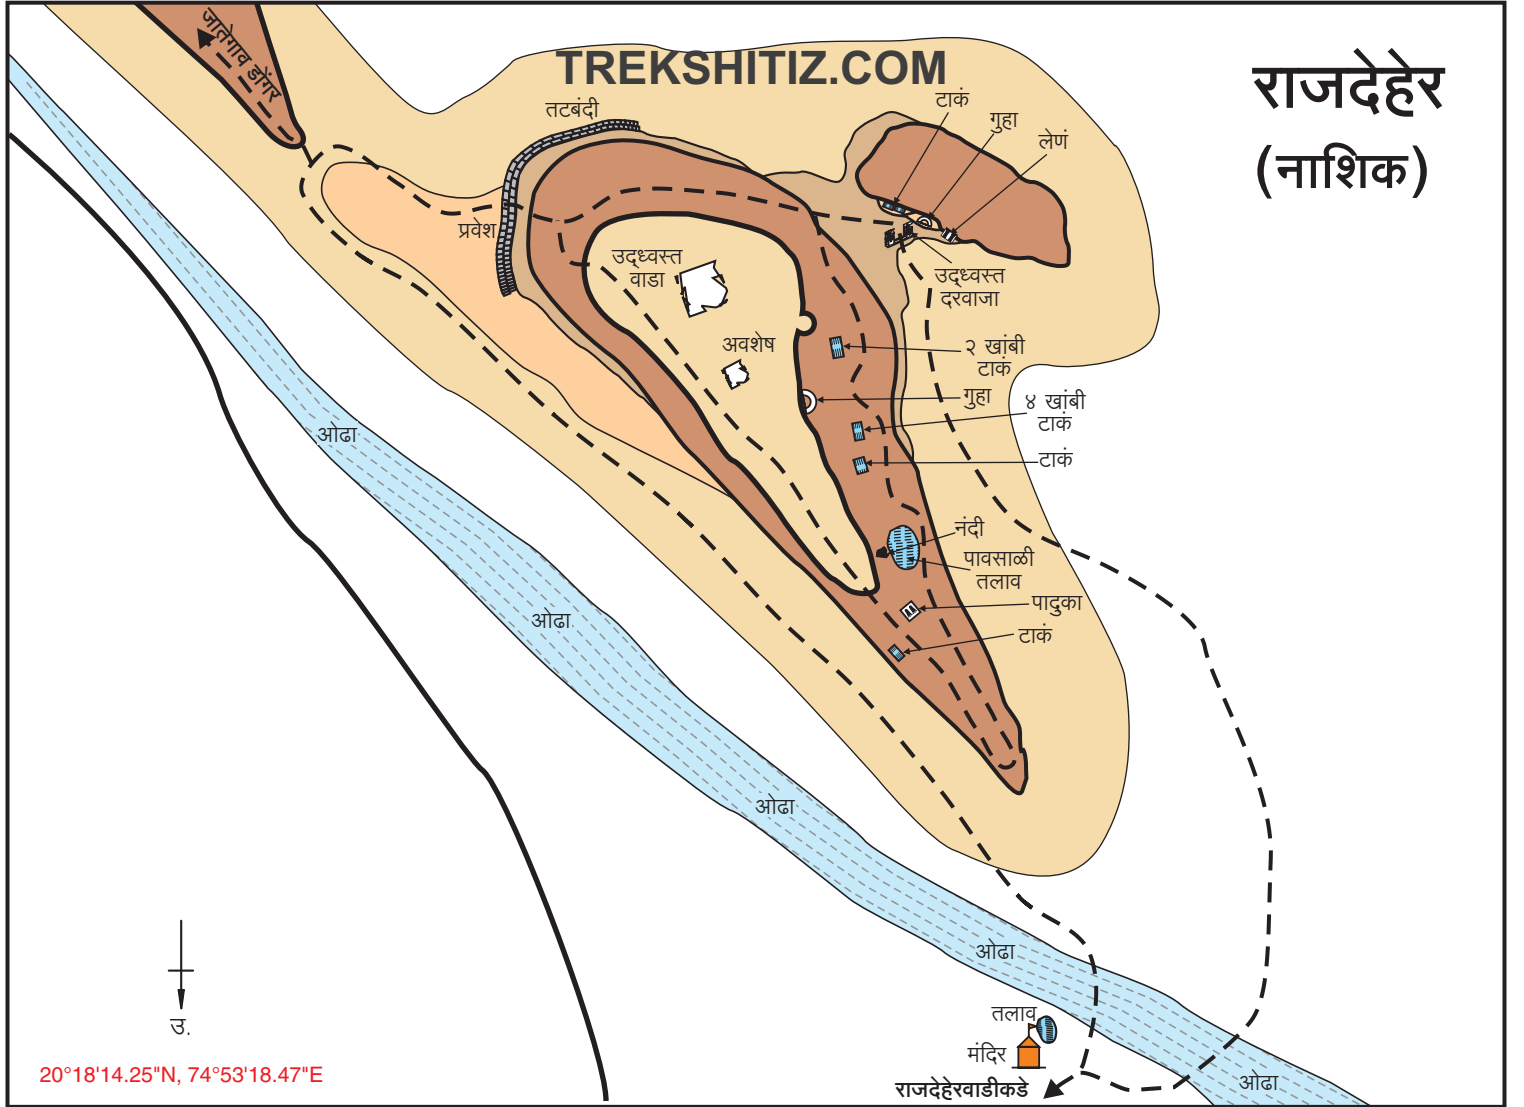 TREKSHITIZ.COM
राजदेहेर
(नाशिक)
जातेगाव डोंगर
तटबंदी
टाकं
गुहा
लेणं
प्रवेश
उद्ध्वस्त
वाडा
उद्ध्वस्त
दरवाजा
अवशेष
२ खांबी
टाकं
गुहा
४ खांबी
टाकं
टाकं
ओढा
नंदी
पावसाळी
तलाव
पादुका
टाकं
ओढा
ओढा
ओढा
तलाव
मंदिर
राजदेहेरवाडीकडे
ओढा
उ.
20°18'14.25"N, 74°53'18.47"E